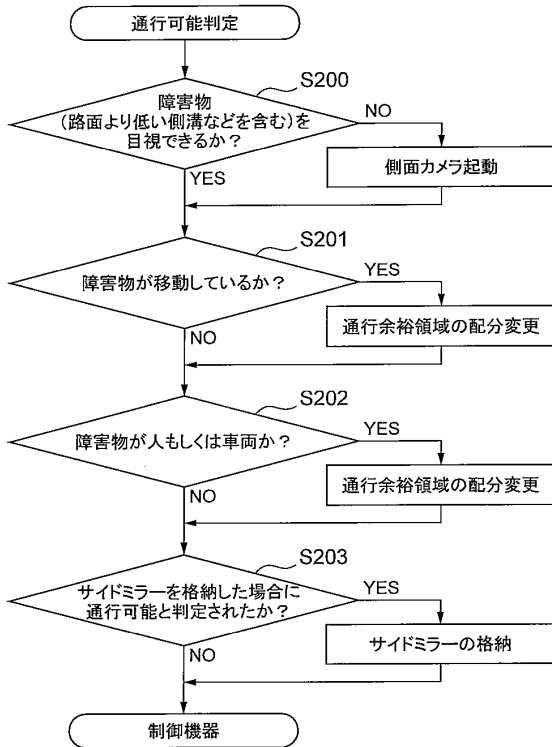 通行可能判定
S200
障害物
(路面より低い側溝などを含む)を
目視できるか?
NO
側面カメラ起動
YES
S201
障害物が移動しているか?
YES
通行余裕領域の配分変更
NO
S202
障害物が人もしくは車両か?
YES
通行余裕領域の配分変更
NO
S203
サイドミラーを格納した場合に
通行可能と判定されたか?
YES
サイドミラーの格納
NO
制御機器